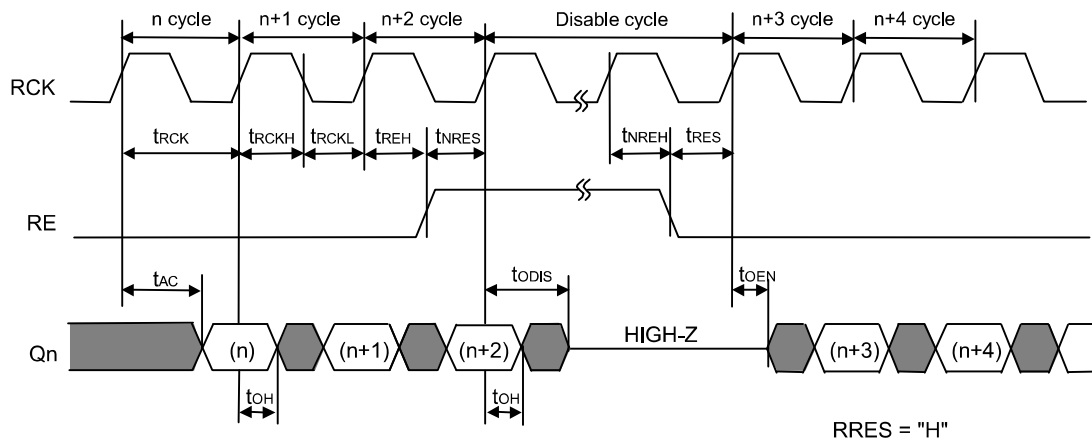 n cycle n+1 cycle n+2 cycle Disable cycle n+3 cycle n+4 cycle
RCK
tRCK tRCKH tRCKL tREH tNRES tNREH tRES
RE
tAC tODIS tOEN
Qn (n) (n+1) (n+2) HIGH-Z (n+3) (n+4)
tOH tOH
RRES = "H"